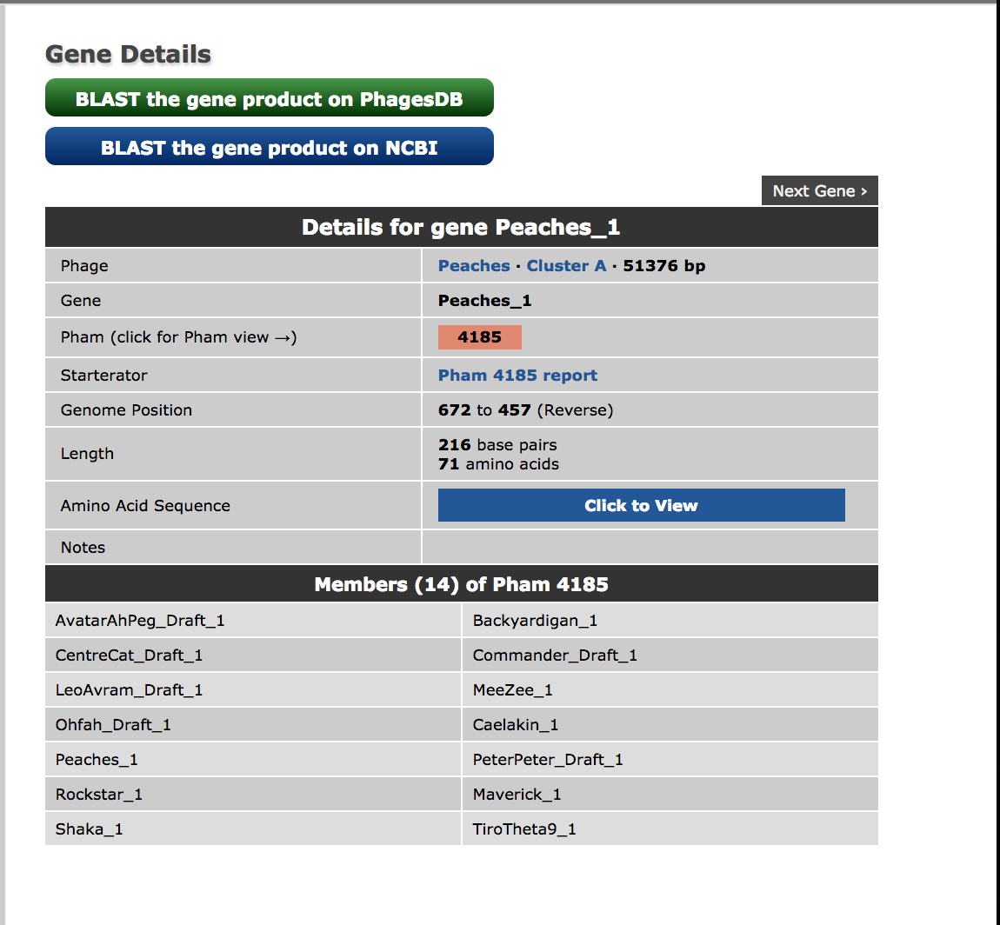 Gene Details
BLAST the gene product on PhagesDB
BLAST the gene product on NCBI
Next Gene ›
Details for gene Peaches_1
Phage Peaches · Cluster A · 51376 bp
Gene Peaches_1
Pham (click for Pham view →) 4185
Starterator Pham 4185 report
Genome Position 672 to 457 (Reverse)
Length 216 base pairs
71 amino acids
Amino Acid Sequence Click to View
Notes
Members (14) of Pham 4185
AvatarAhPeg_Draft_1 Backyardigan_1
CentreCat_Draft_1 Commander_Draft_1
LeoAvram_Draft_1 MeeZee_1
Ohfah_Draft_1 Caelakin_1
Peaches_1 PeterPeter_Draft_1
Rockstar_1 Maverick_1
Shaka_1 TiroTheta9_1